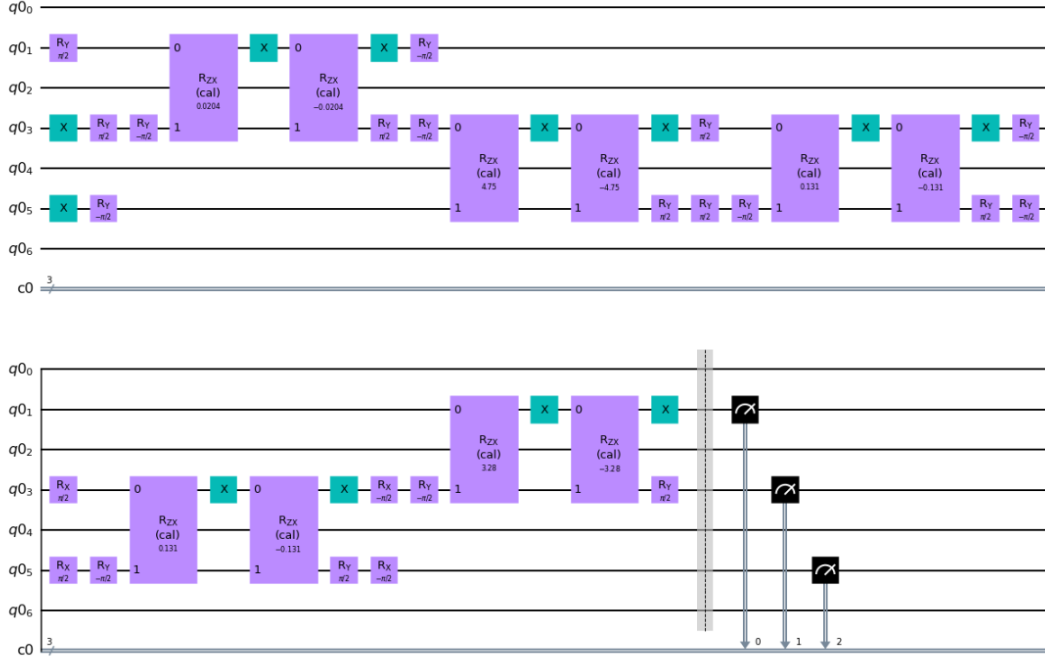 q0₀
q0₁ R_Y π/2 0 X 0 X R_Y −π/2
R_ZX (cal) 0.0204 R_ZX (cal) −0.0204
q0₂
q0₃ X R_Y π/2 R_Y −π/2 1 1 R_Y π/2 R_Y −π/2 0 X 0 X R_Y π/2 0 X 0 X R_Y −π/2
q0₄ R_ZX (cal) 4.75 R_ZX (cal) −4.75 R_ZX (cal) 0.131 R_ZX (cal) −0.131
q0₅ X R_Y −π/2 1 1 R_Y π/2 R_Y π/2 R_Y −π/2 1 1 R_Y π/2 R_Y −π/2
q0₆
3
c0
q0₀
q0₁ 0 X 0 X
q0₂ R_ZX (cal) 3.28 R_ZX (cal) −3.28
q0₃ R_X π/2 0 X 0 X R_X −π/2 R_Y −π/2 1 1 R_Y π/2
q0₄ R_ZX (cal) 0.131 R_ZX (cal) −0.131
q0₅ R_X π/2 R_Y −π/2 1 1 R_Y π/2 R_X −π/2
q0₆
3 0 1 2
c0